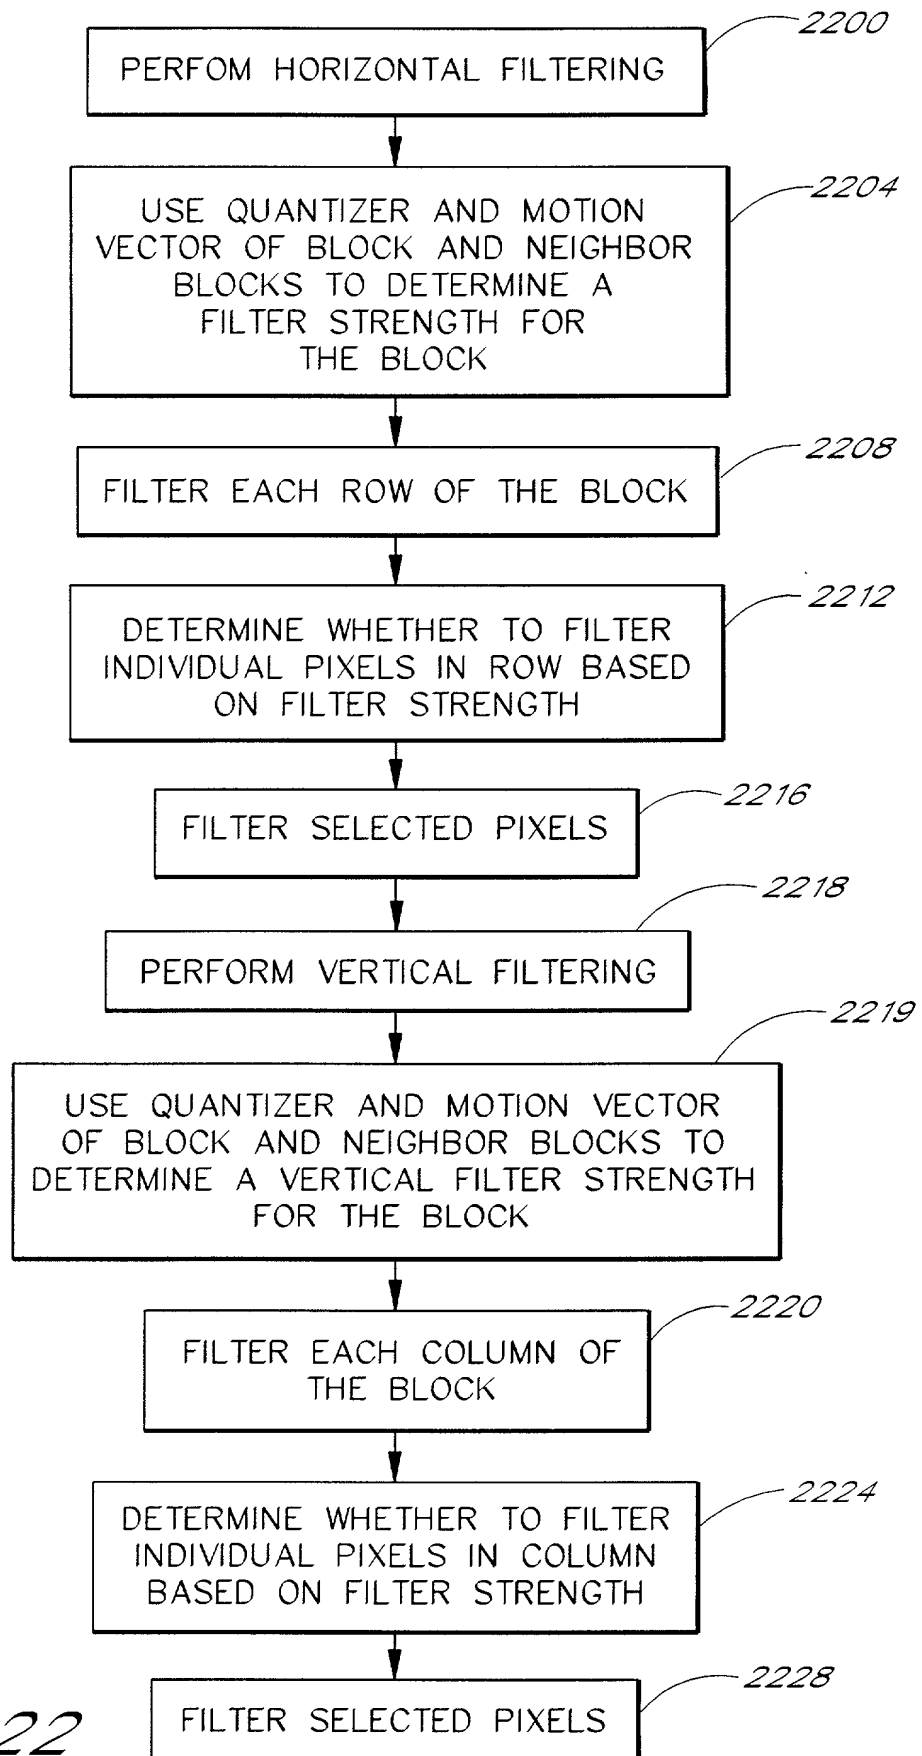 2200
PERFOM HORIZONTAL FILTERING
2204
USE QUANTIZER AND MOTION
VECTOR OF BLOCK AND NEIGHBOR
BLOCKS TO DETERMINE A
FILTER STRENGTH FOR
THE BLOCK
2208
FILTER EACH ROW OF THE BLOCK
2212
DETERMINE WHETHER TO FILTER
INDIVIDUAL PIXELS IN ROW BASED
ON FILTER STRENGTH
2216
FILTER SELECTED PIXELS
2218
PERFORM VERTICAL FILTERING
2219
USE QUANTIZER AND MOTION VECTOR
OF BLOCK AND NEIGHBOR BLOCKS TO
DETERMINE A VERTICAL FILTER STRENGTH
FOR THE BLOCK
2220
FILTER EACH COLUMN OF
THE BLOCK
2224
DETERMINE WHETHER TO FILTER
INDIVIDUAL PIXELS IN COLUMN
BASED ON FILTER STRENGTH
2228
FILTER SELECTED PIXELS
22